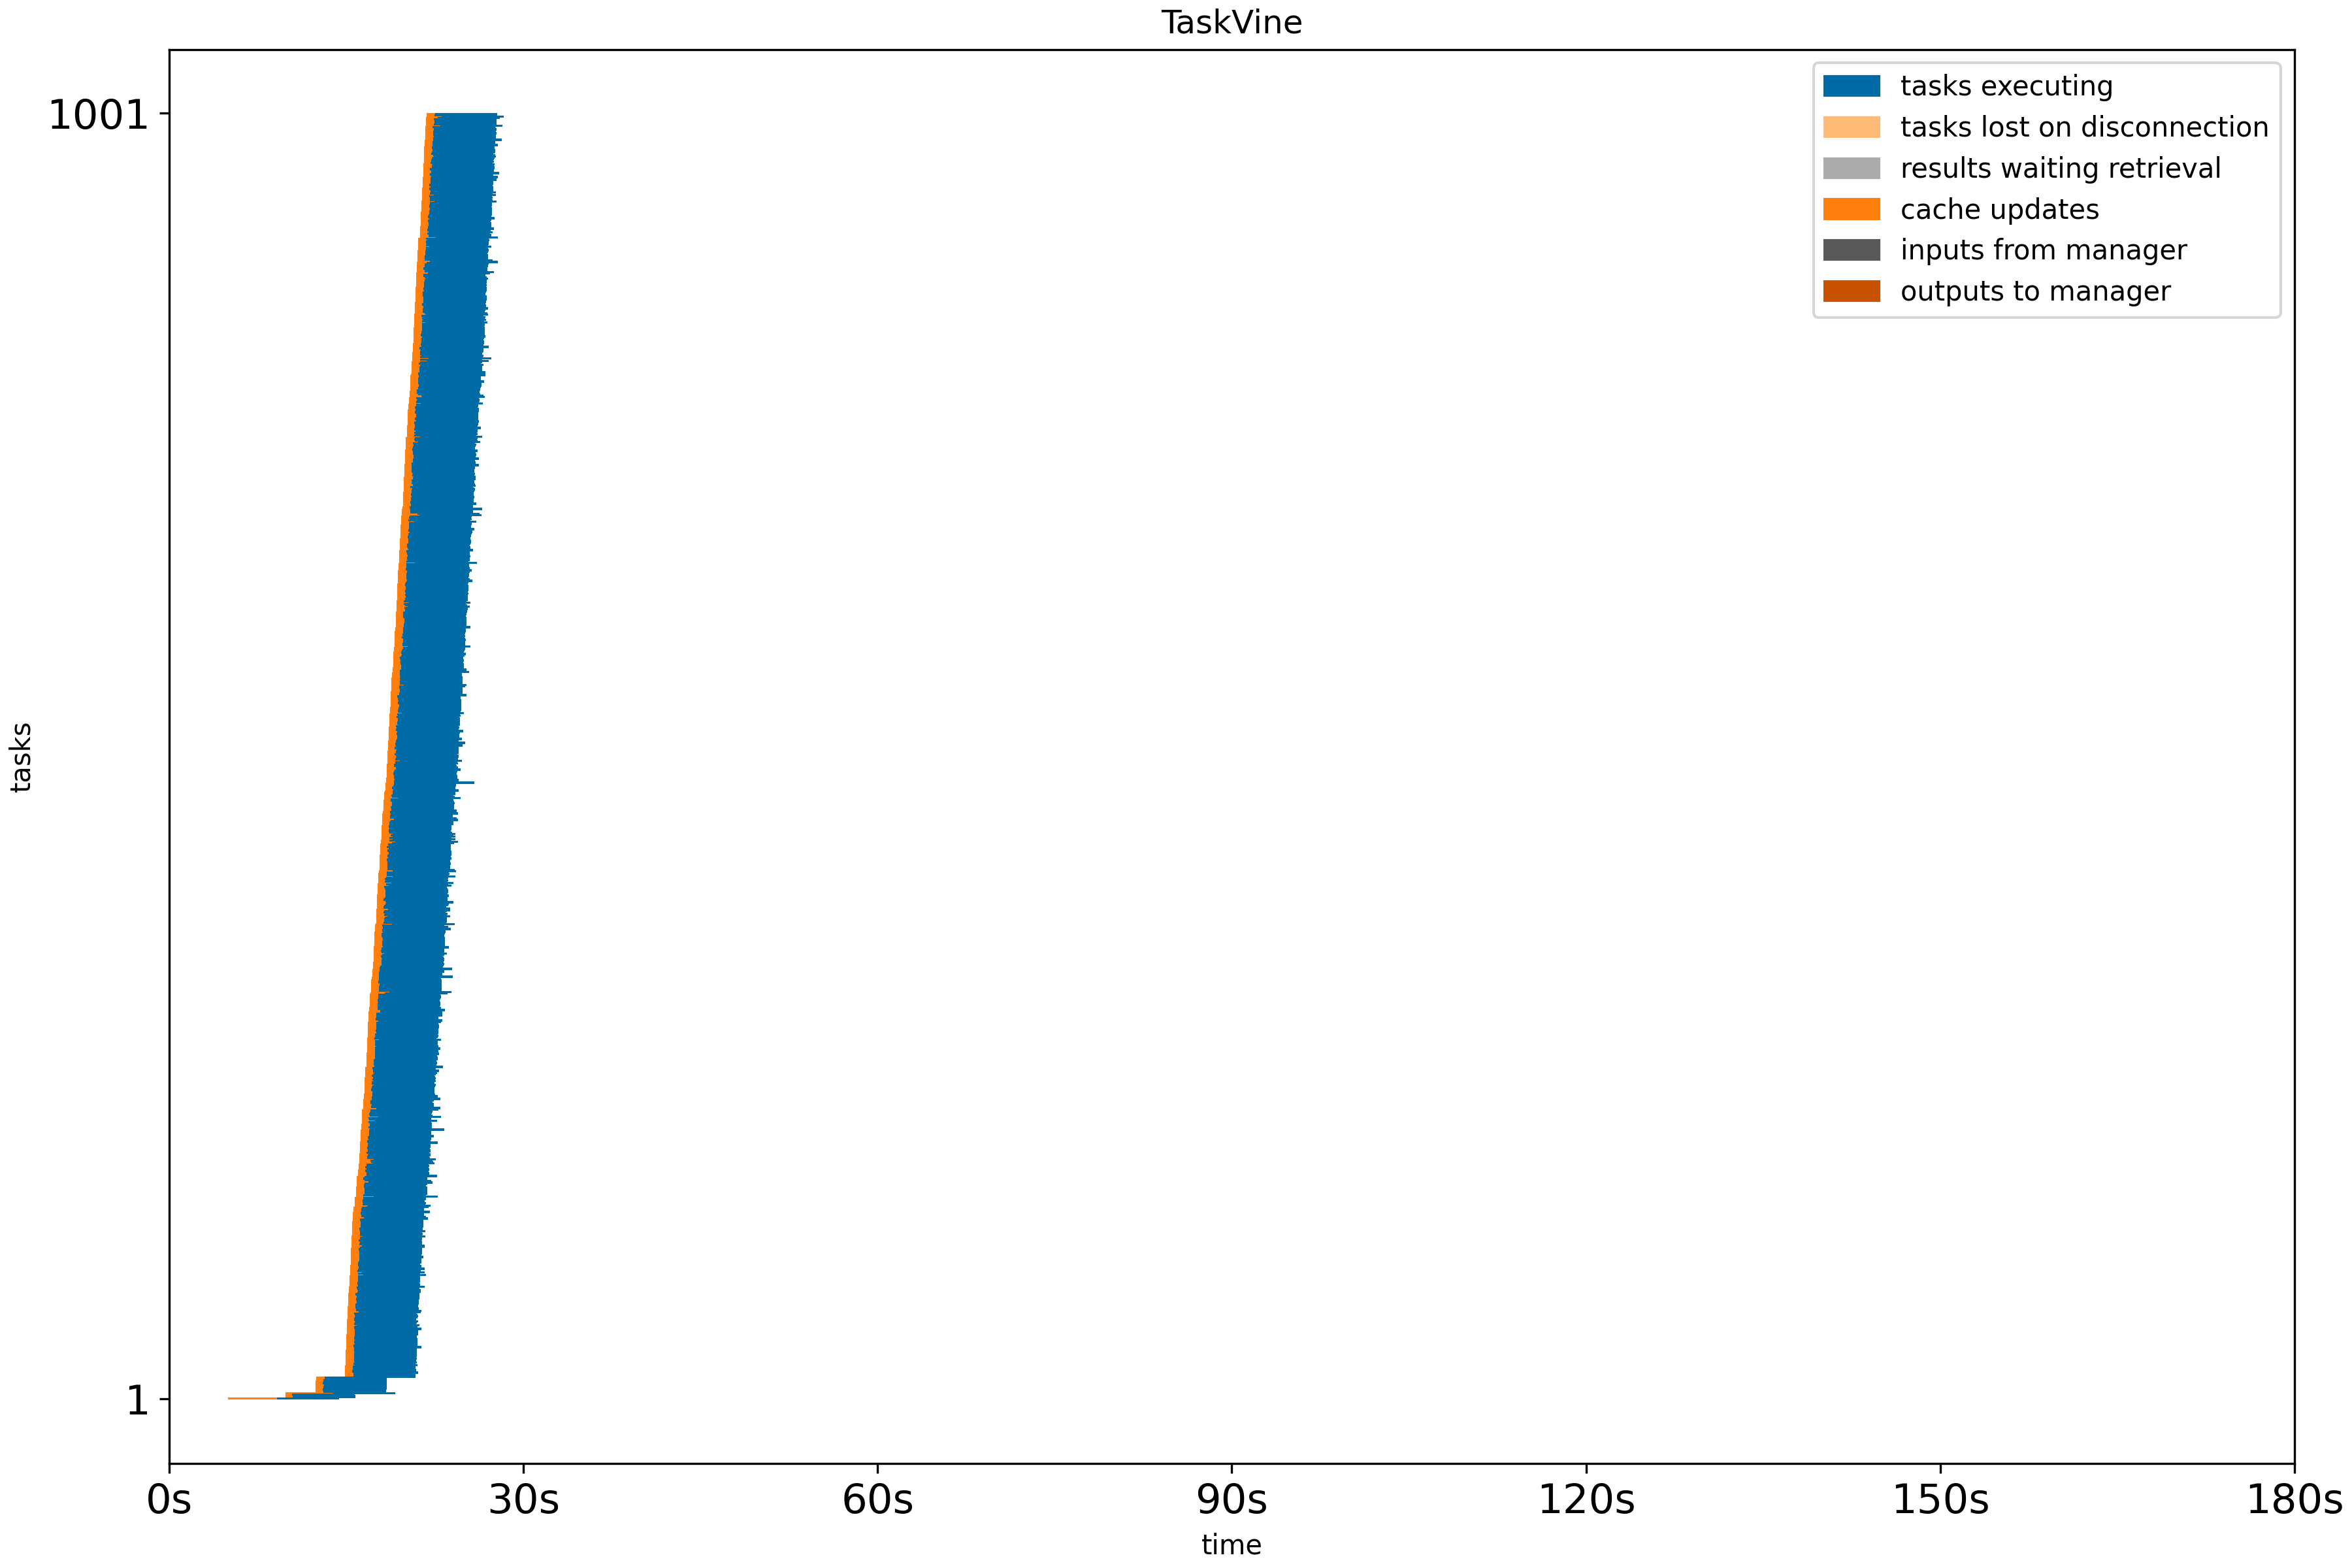 TaskVine
1001
tasks executing
tasks lost on disconnection
results waiting retrieval
cache updates
inputs from manager
outputs to manager
tasks
1
0s 30s 60s 90s 120s 150s 180s
time